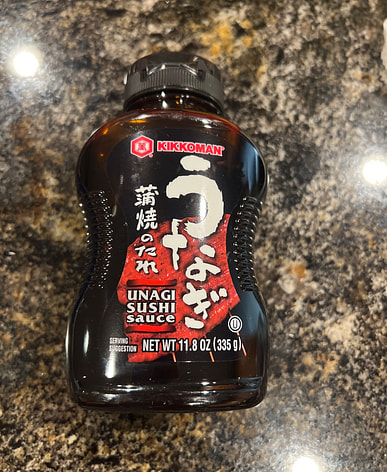 KIKKOMAN®
うなぎ
蒲焼のたれ
UNAGI
SUSHI
sauce
SERVING
SUGGESTION
NET WT 11.8 OZ (335 g)
U